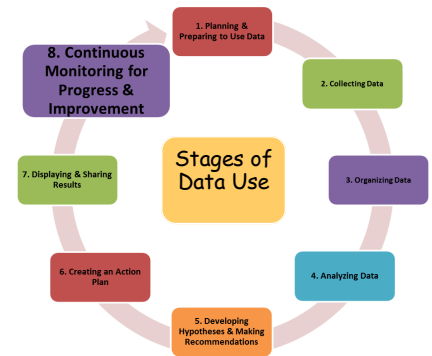 1. Planning &
Preparing to Use Data
2. Collecting Data
3. Organizing Data
4. Analyzing Data
5. Developing
Hypotheses & Making
Recommendations
6. Creating an Action
Plan
7. Displaying & Sharing
Results
8. Continuous
Monitoring for
Progress &
Improvement
Stages of
Data Use